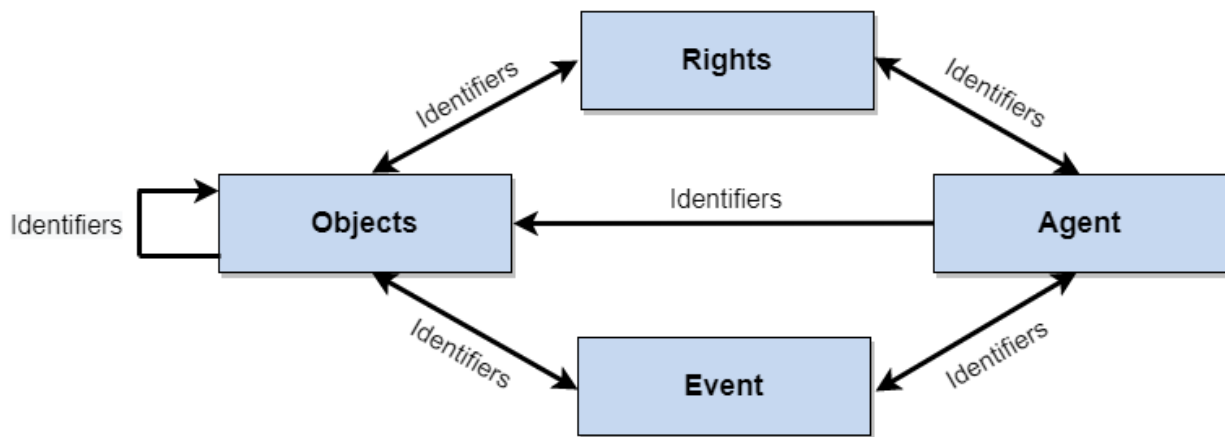 Rights
Identifiers
Identifiers
Identifiers
Identifiers
Objects
Agent
Identifiers
Identifiers
Event